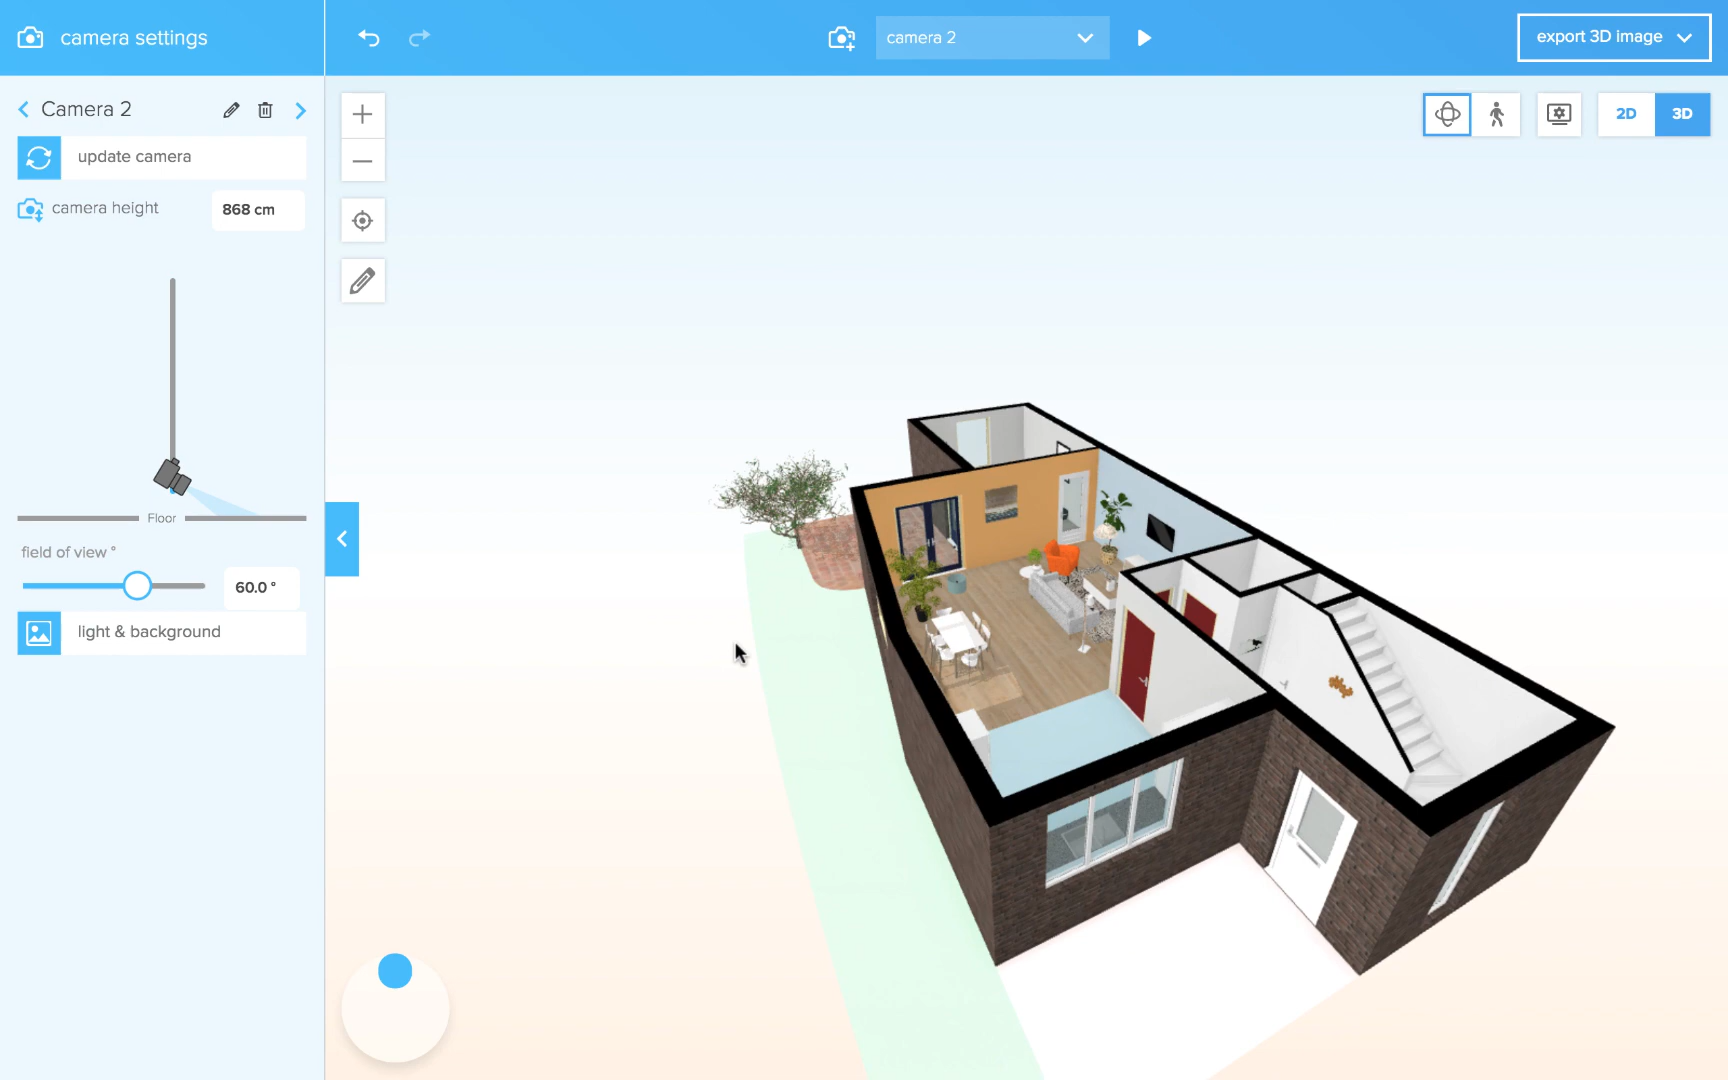 camera settings
camera 2
export 3D image
Camera 2
update camera
camera height
868 cm
Floor
field of view °
60.0 °
light & background
2D
3D